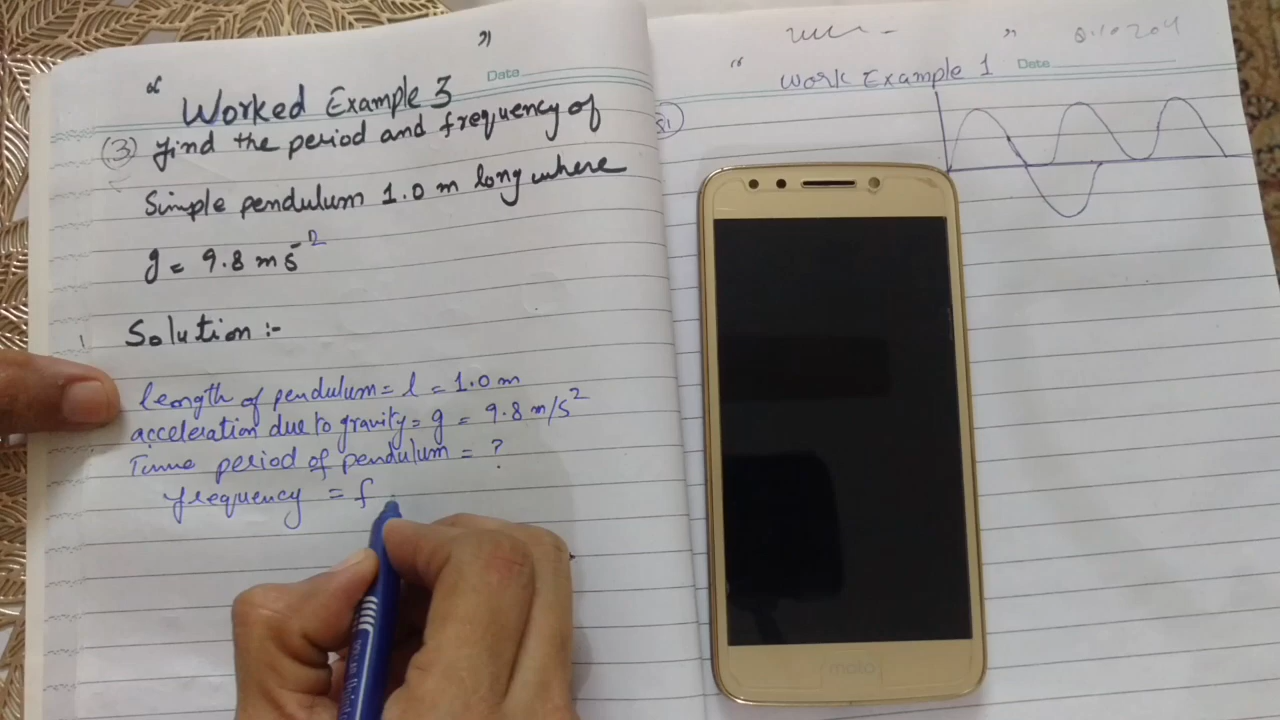 "
Date
" Worked Example 3
(3) find the period and frequency of
Simple pendulum 1.0 m long where
g = 9.8 m s⁻²
Solution :-
length of pendulum = l = 1.0 m
acceleration due to gravity = g = 9.8 m/s²
Time period of pendulum = ?
frequency = f
" Work Example 1 "
Date
moto